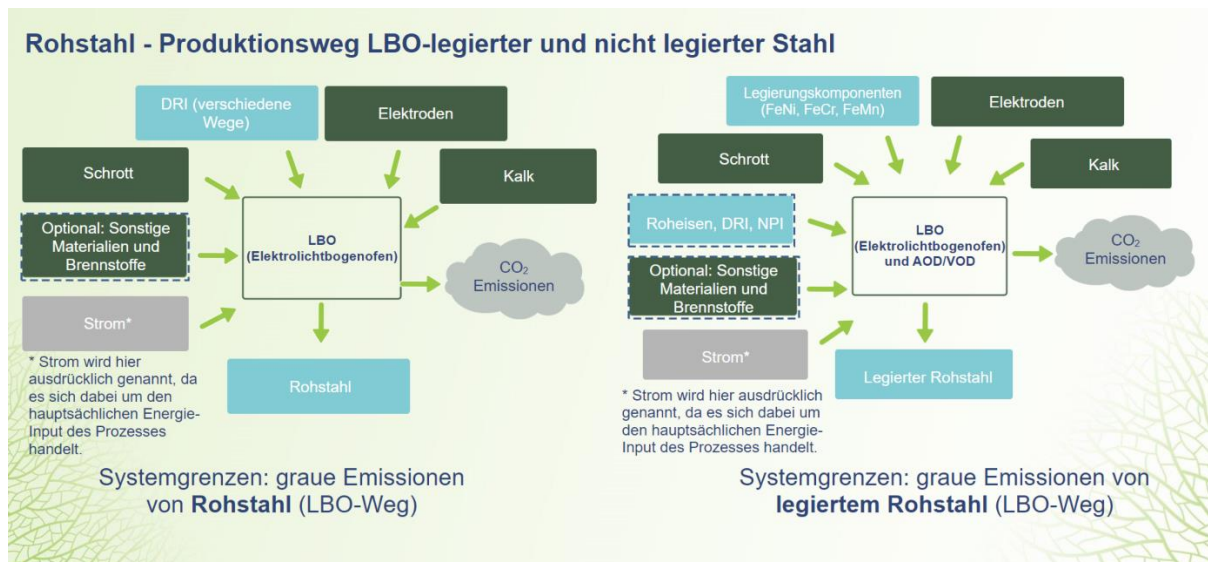 Rohstahl - Produktionsweg LBO-legierter und nicht legierter Stahl
DRI (verschiedene
Wege)
Elektroden
Schrott
Kalk
Optional: Sonstige
Materialien und
Brennstoffe
LBO
(Elektrolichtbogenofen)
CO₂
Emissionen
Strom*
* Strom wird hier
ausdrücklich genannt, da
es sich dabei um den
hauptsächlichen Energie-
Input des Prozesses
handelt.
Rohstahl
Systemgrenzen: graue Emissionen
von Rohstahl (LBO-Weg)
Legierungskomponenten
(FeNi, FeCr, FeMn)
Elektroden
Schrott
Kalk
Roheisen, DRI, NPI
LBO
(Elektrolichtbogenofen)
und AOD/VOD
CO₂
Emissionen
Optional: Sonstige
Materialien und
Brennstoffe
Strom*
Legierter Rohstahl
* Strom wird hier ausdrücklich
genannt, da es sich dabei um
den hauptsächlichen Energie-
Input des Prozesses handelt.
Systemgrenzen: graue Emissionen von
legiertem Rohstahl (LBO-Weg)